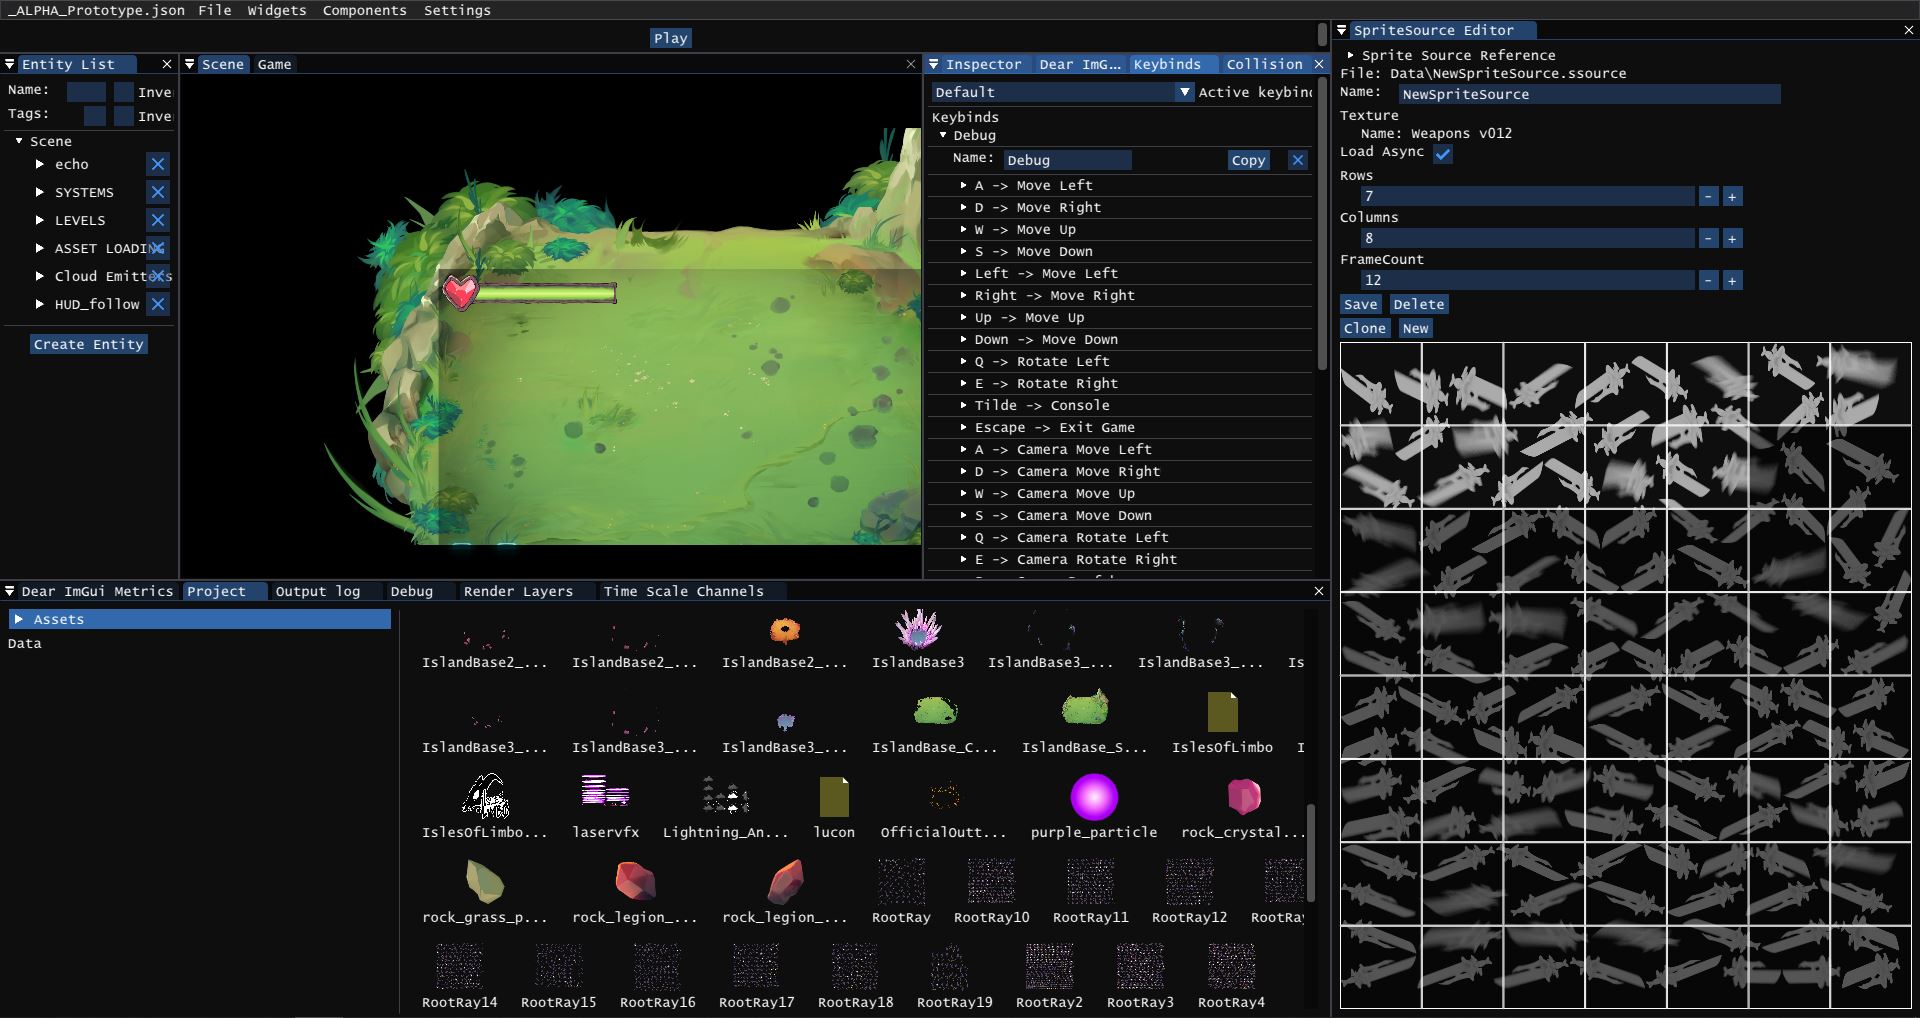 _ALPHA_Prototype.json File Widgets Components Settings
Play
Entity List
Name: Inve
Tags: Inve
Scene
echo
SYSTEMS
LEVELS
ASSET LOADING
Cloud Emitters
HUD_follow
Create Entity
Scene Game
Inspector Dear ImG... Keybinds Collision
Default Active keybind
Keybinds
Debug
Name: Debug Copy
A -> Move Left
D -> Move Right
W -> Move Up
S -> Move Down
Left -> Move Left
Right -> Move Right
Up -> Move Up
Down -> Move Down
Q -> Rotate Left
E -> Rotate Right
Tilde -> Console
Escape -> Exit Game
A -> Camera Move Left
D -> Camera Move Right
W -> Camera Move Up
S -> Camera Move Down
Q -> Camera Rotate Left
E -> Camera Rotate Right
SpriteSource Editor
Sprite Source Reference
File: Data\NewSpriteSource.ssource
Name: NewSpriteSource
Texture
Name: Weapons v012
Load Async
Rows
7 - +
Columns
8 - +
FrameCount
12 - +
Save Delete
Clone New
Dear ImGui Metrics Project Output log Debug Render Layers Time Scale Channels
Assets
Data
IslandBase2_... IslandBase2_... IslandBase2_... IslandBase3 IslandBase3_... IslandBase3_... Is
IslandBase3_... IslandBase3_... IslandBase3_... IslandBase_C... IslandBase_S... IslesOfLimbo I
IslesOfLimbo... laservfx Lightning_An... lucon OfficialOutt... purple_particle rock_crystal...
rock_grass_p... rock_legion_... rock_legion_... RootRay RootRay10 RootRay11 RootRay12 RootRay
RootRay14 RootRay15 RootRay16 RootRay17 RootRay18 RootRay19 RootRay2 RootRay3 RootRay4